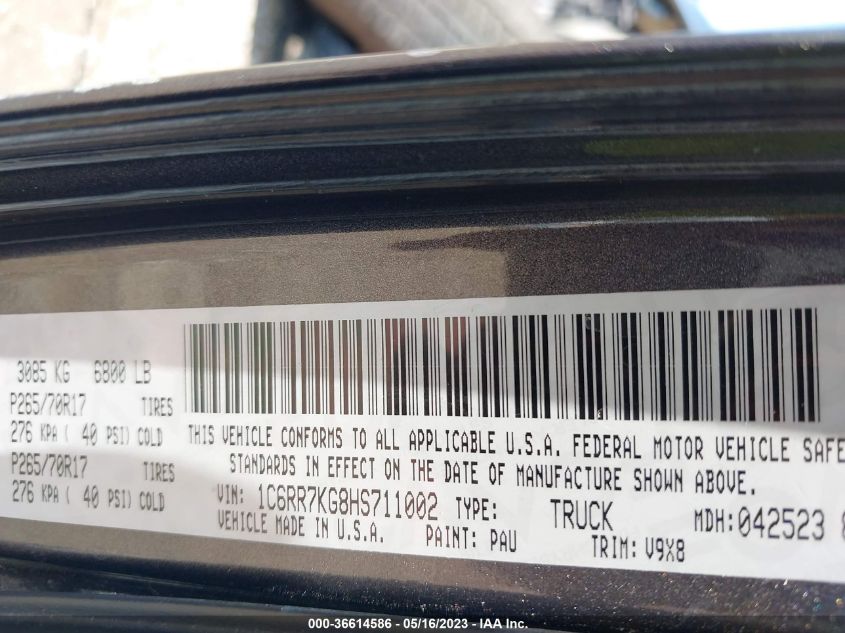 3085 KG 6800 LB
P265/70R17 TIRES
276 KPA ( 40 PSI) COLD
P265/70R17 TIRES
276 KPA ( 40 PSI) COLD
THIS VEHICLE CONFORMS TO ALL APPLICABLE U.S.A. FEDERAL MOTOR VEHICLE SAFE
STANDARDS IN EFFECT ON THE DATE OF MANUFACTURE SHOWN ABOVE.
VIN: 1C6RR7KG8HS711002 TYPE: TRUCK MDH:042523
VEHICLE MADE IN U.S.A. PAINT: PAU TRIM: V9X8
000-36614586 - 05/16/2023 - IAA Inc.